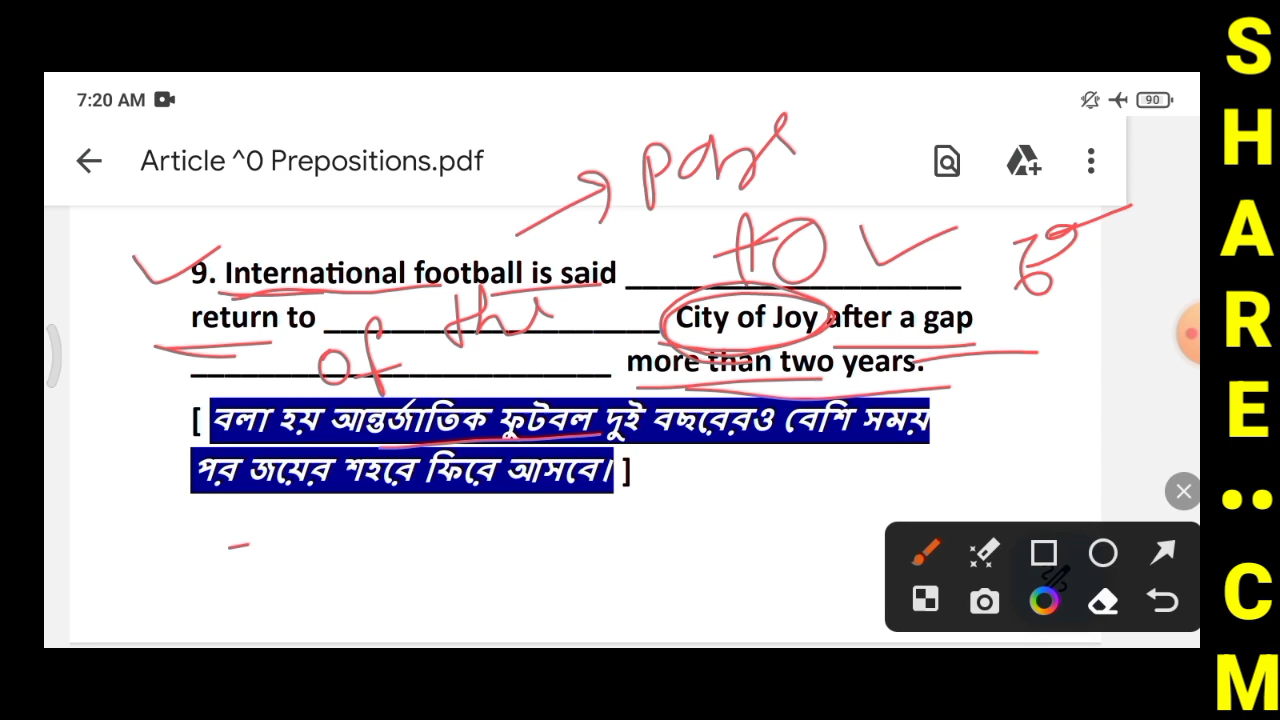 7:20 AM
90
Article ^0 Prepositions.pdf
to
9. International football is said ____________________
the
return to ____________________ City of Joy after a gap
of
_________________________ more than two years.
[ বলা হয় আন্তর্জাতিক ফুটবল দুই বছরেরও বেশি সময়
পর জয়ের শহরে ফিরে আসবে। ]
SHARE..CM